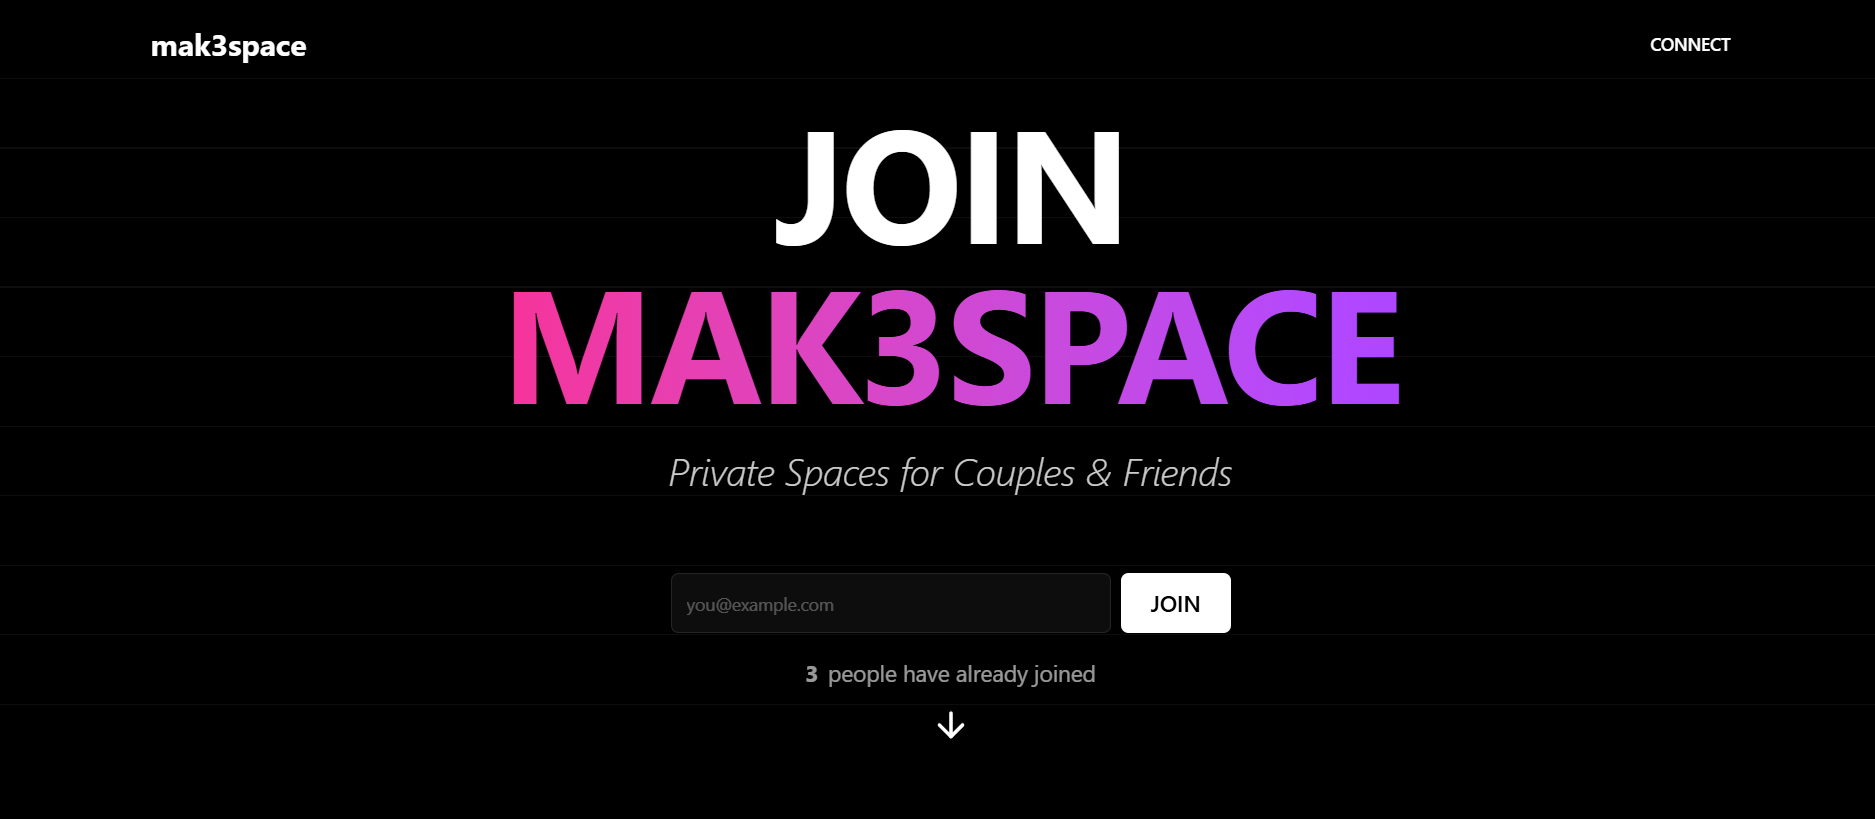 mak3space
CONNECT
JOIN
MAK3SPACE
Private Spaces for Couples & Friends
you@example.com
JOIN
3 people have already joined